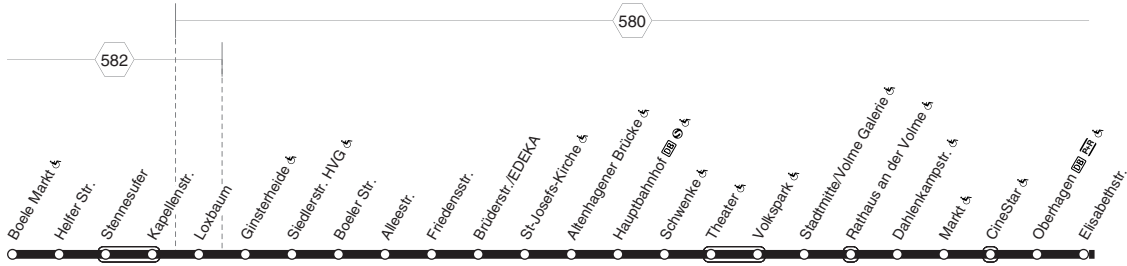 580
582
Boele Markt
Helfer Str.
Stennesufer
Kapellenstr.
Loxbaum
Ginsterheide
Siedlerstr. HVG
Boeler Str.
Alleestr.
Friedensstr.
Brüderstr./EDEKA
St-Josefs-Kirche
Altenhagener Brücke
Hauptbahnhof DB S
Schwenke
Theater
Volkspark
Stadtmitte/Volme Galerie
Rathaus an der Volme
Dahlenkampstr.
Markt
CineStar
Oberhagen DB P+R
Elisabethstr.